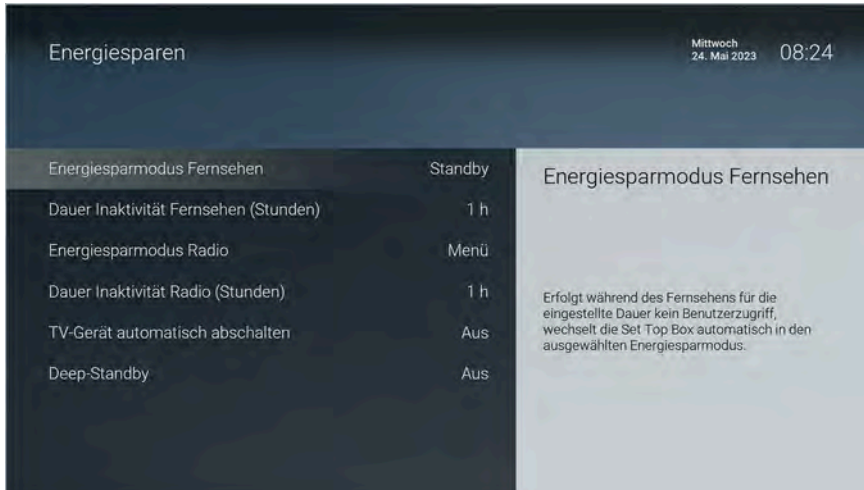 Energiesparen
Mittwoch
24. Mai 2023 08:24
Energiesparmodus Fernsehen Standby
Dauer Inaktivität Fernsehen (Stunden) 1 h
Energiesparmodus Radio Menü
Dauer Inaktivität Radio (Stunden) 1 h
TV-Gerät automatisch abschalten Aus
Deep-Standby Aus
Energiesparmodus Fernsehen
Erfolgt während des Fernsehens für die
eingestellte Dauer kein Benutzerzugriff,
wechselt die Set Top Box automatisch in den
ausgewählten Energiesparmodus.